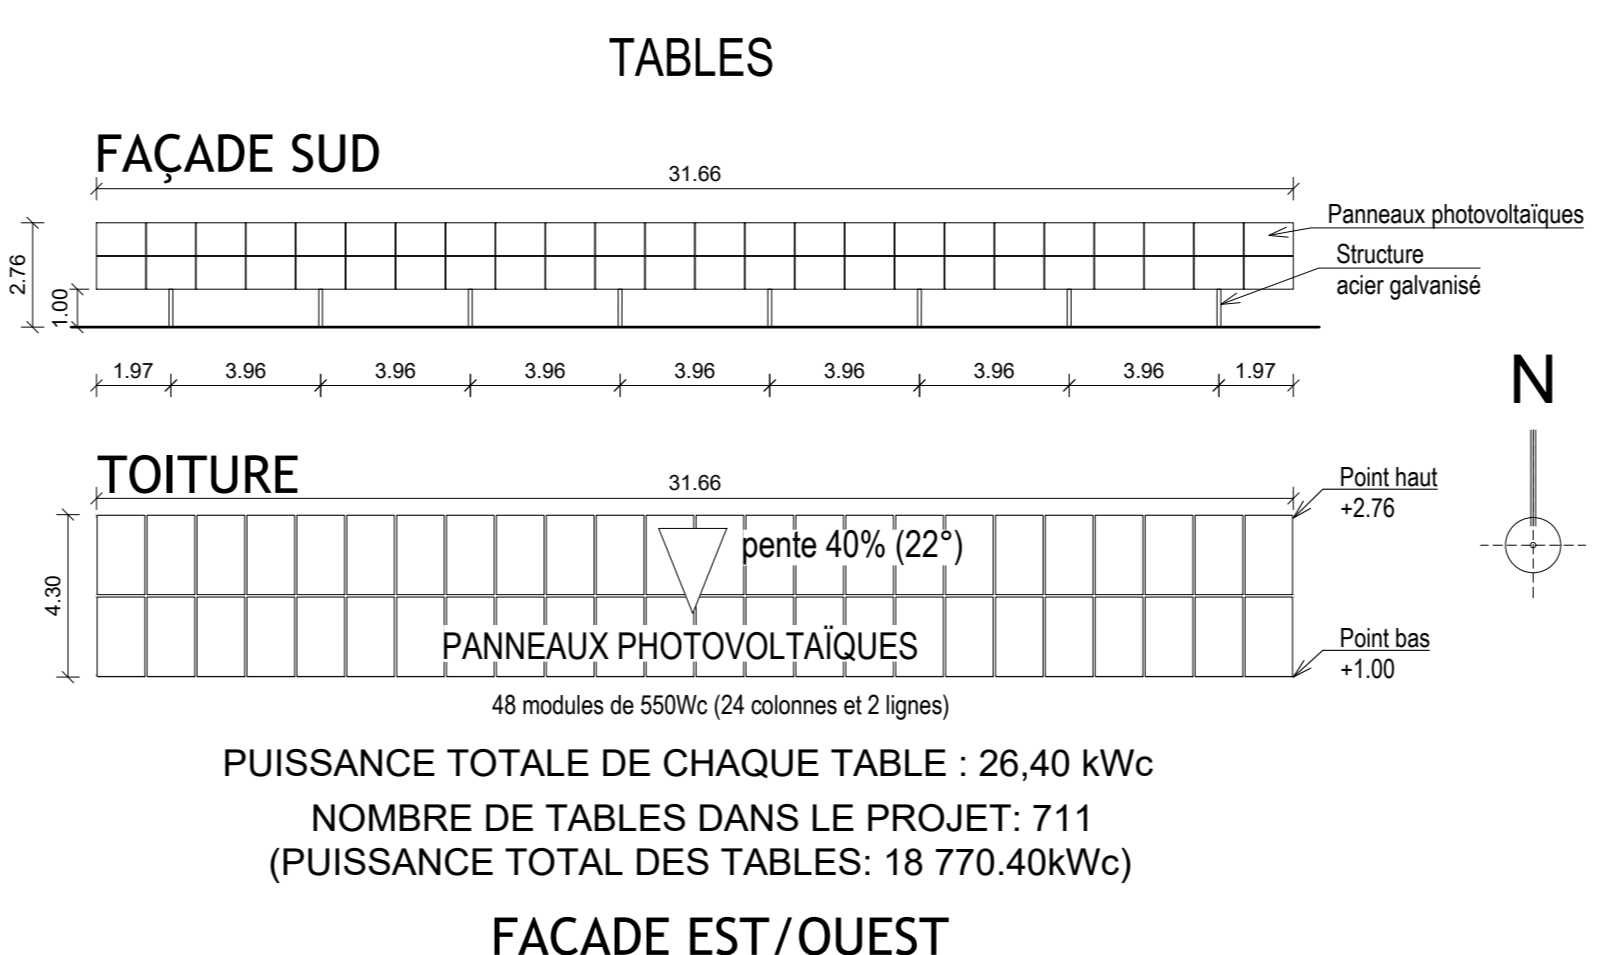 TABLES
FAÇADE SUD
31.66
Panneaux photovoltaïques
Structure
acier galvanisé
2.76
1.00
1.97 3.96 3.96 3.96 3.96 3.96 3.96 3.96 1.97
N
TOITURE
31.66
Point haut
+2.76
pente 40% (22°)
4.30
PANNEAUX PHOTOVOLTAÏQUES
Point bas
+1.00
48 modules de 550Wc (24 colonnes et 2 lignes)
PUISSANCE TOTALE DE CHAQUE TABLE : 26,40 kWc
NOMBRE DE TABLES DANS LE PROJET: 711
(PUISSANCE TOTAL DES TABLES: 18 770.40kWc)
FACADE EST/OUEST